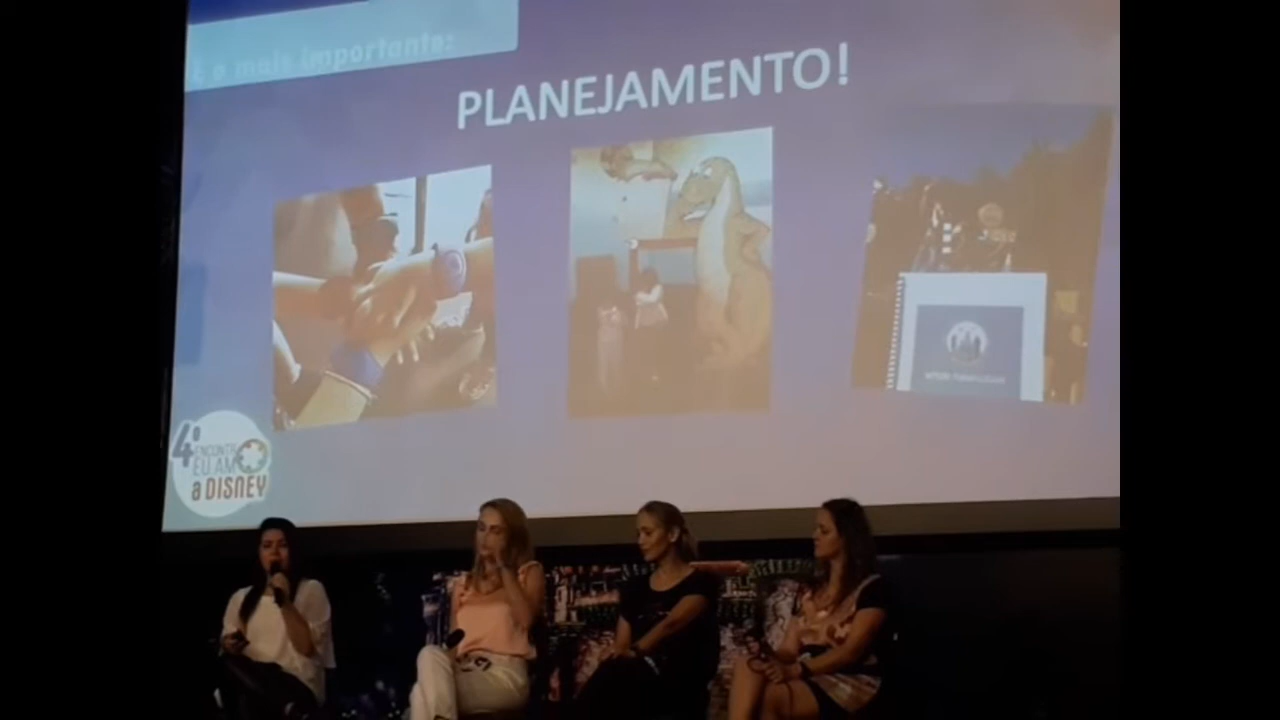 , o mais importante:
PLANEJAMENTO!
4º
ENCONTRO
EU AMO
a DISNEY